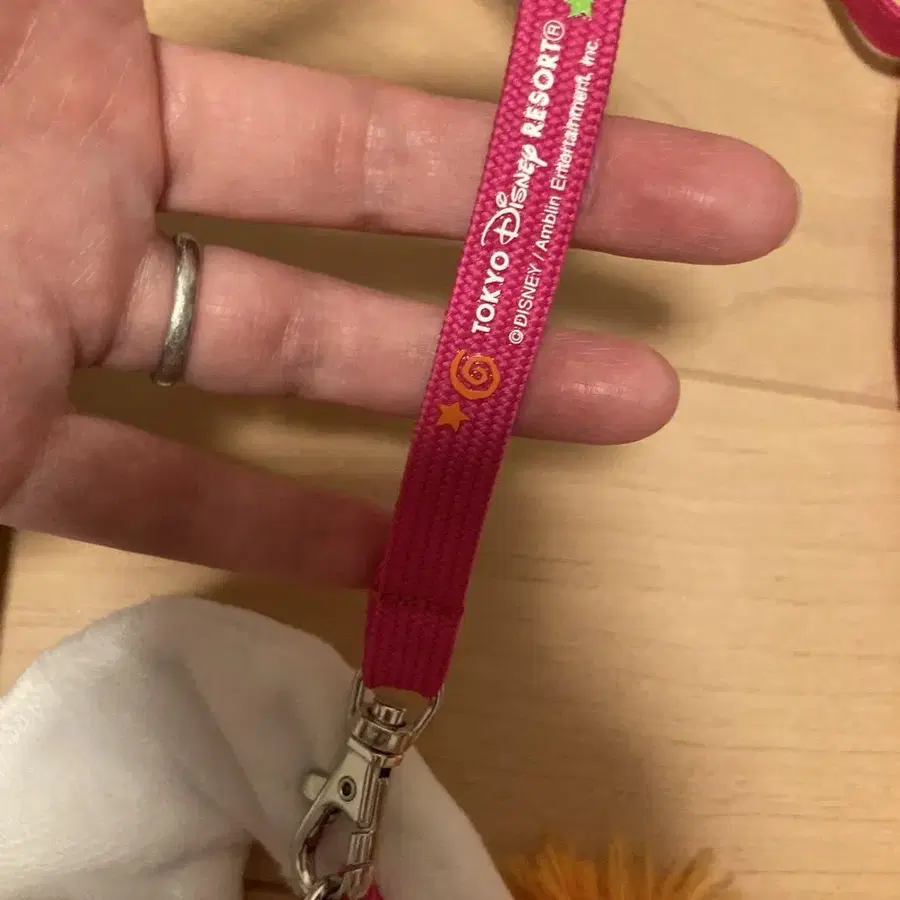 TOKYO DISNEY RESORT®
©DISNEY / Amblin Entertainment, Inc.